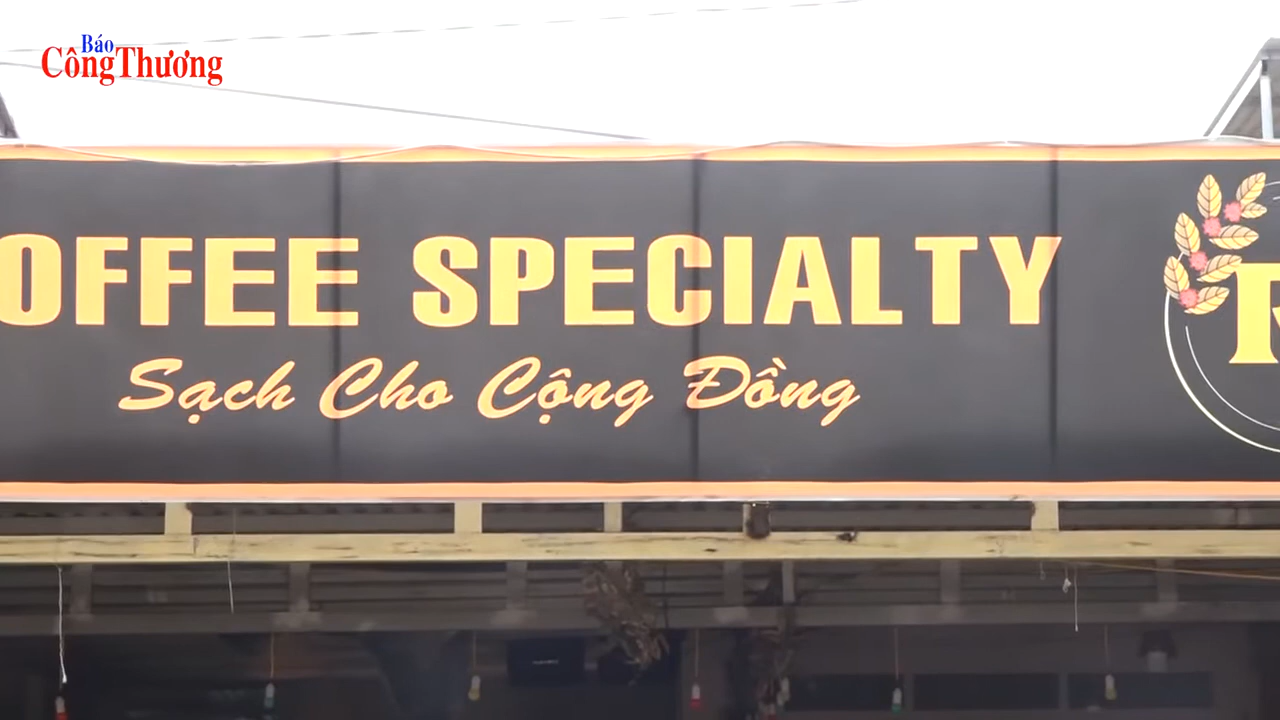 Báo
CôngThương
OFFEE SPECIALTY
Sạch Cho Cộng Đồng